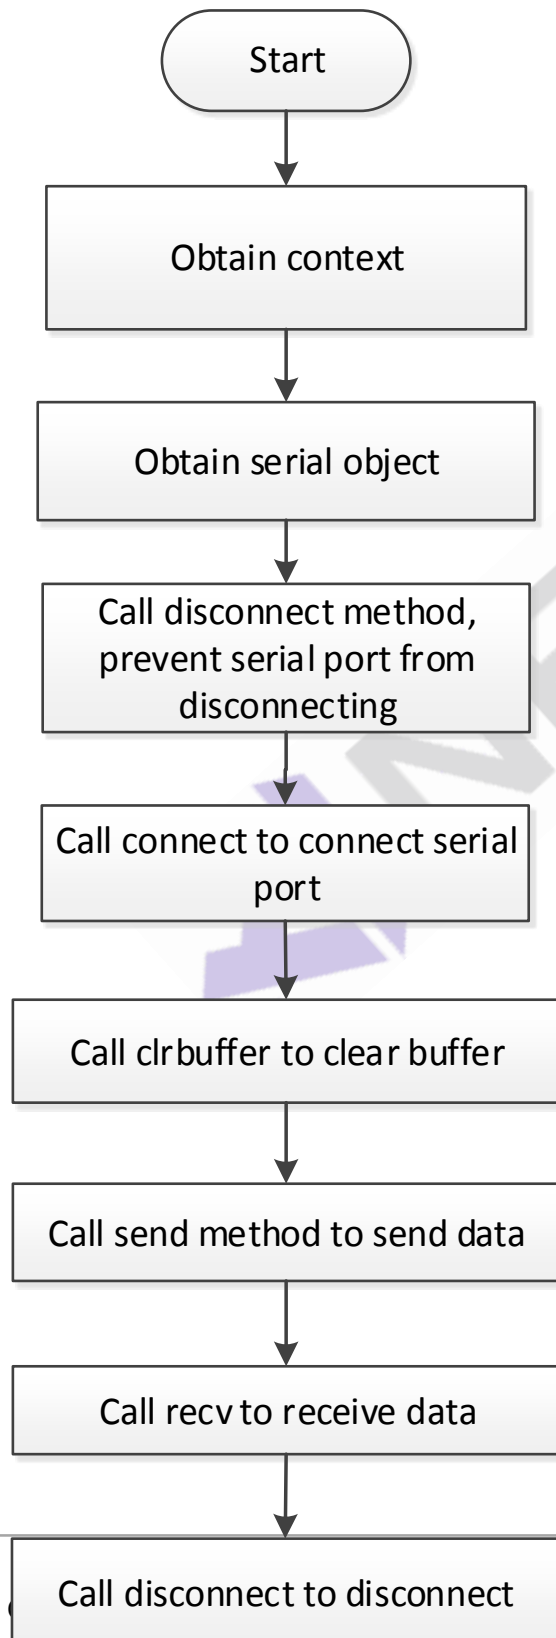 Start
Obtain context
Obtain serial object
Call disconnect method,
prevent serial port from
disconnecting
Call connect to connect serial
port
Call clrbuffer to clear buffer
Call send method to send data
Call recv to receive data
Call disconnect to disconnect